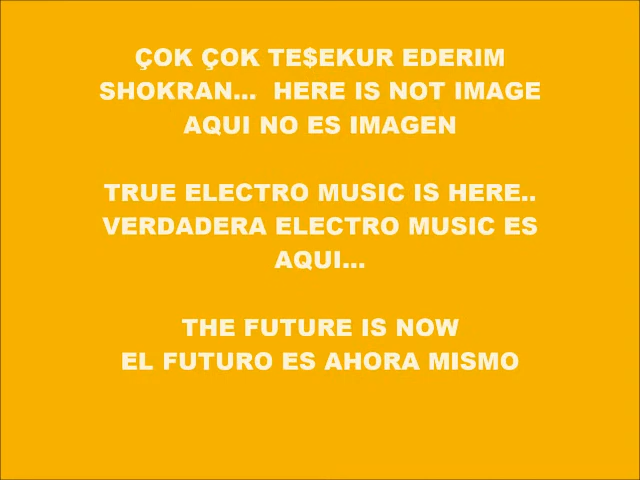 ÇOK ÇOK TE$EKUR EDERIM
SHOKRAN... HERE IS NOT IMAGE
AQUI NO ES IMAGEN
TRUE ELECTRO MUSIC IS HERE..
VERDADERA ELECTRO MUSIC ES
AQUI...
THE FUTURE IS NOW
EL FUTURO ES AHORA MISMO